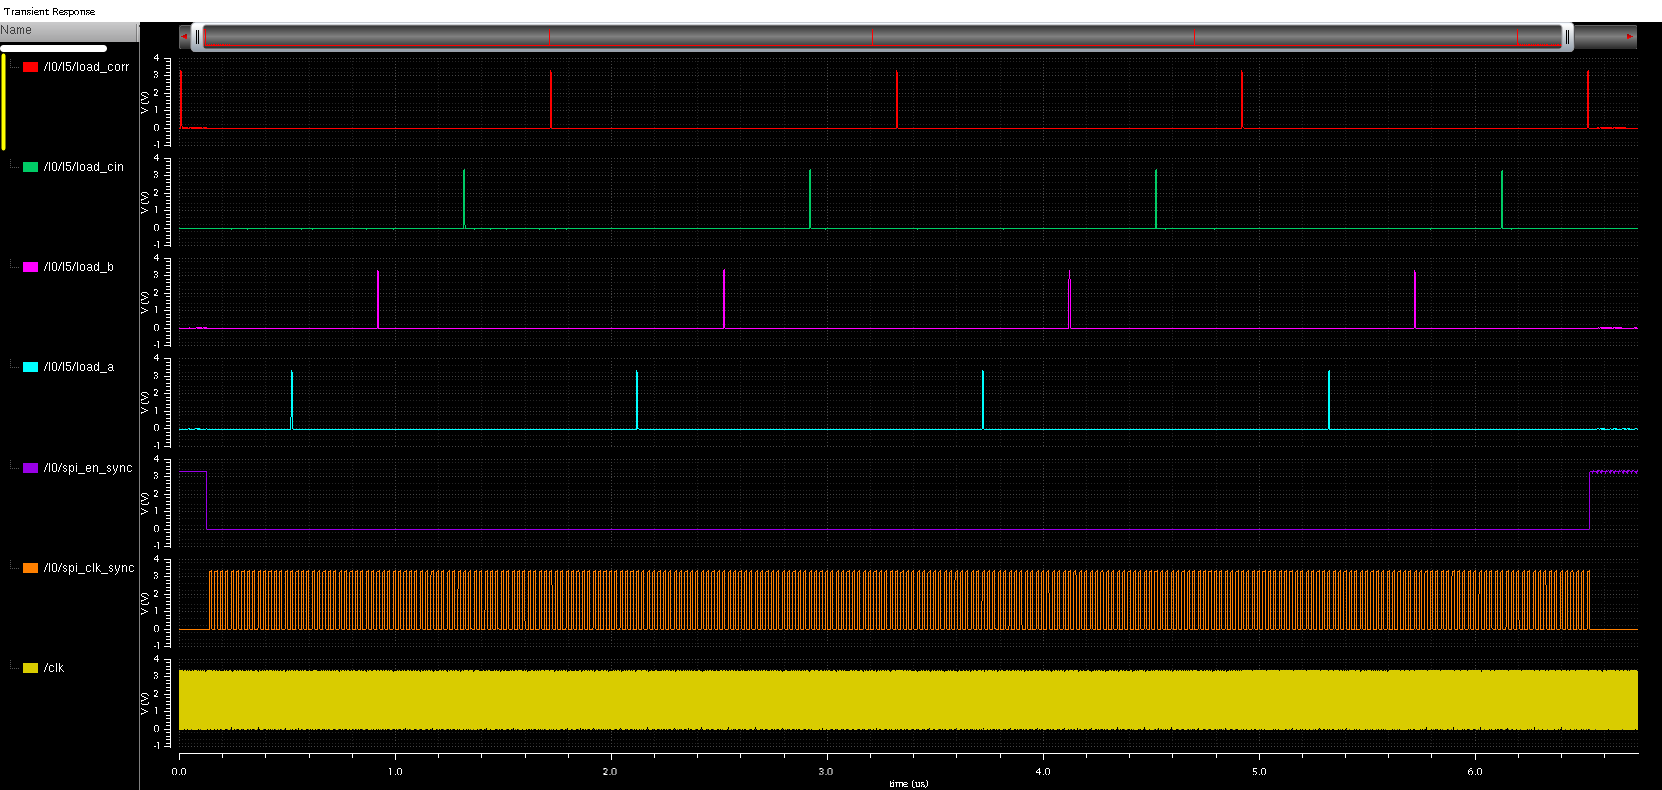 Transient Response
Name
/I0/I5/load_corr
V (V)
4
3
2
1
0
-1
/I0/I5/load_cin
V (V)
4
3
2
1
0
-1
/I0/I5/load_b
V (V)
4
3
2
1
0
-1
/I0/I5/load_a
V (V)
4
3
2
1
0
-1
/I0/spi_en_sync
V (V)
4
3
2
1
0
-1
/I0/spi_clk_sync
V (V)
4
3
2
1
0
-1
/clk
V (V)
4
3
2
1
0
-1
0.0 1.0 2.0 3.0 4.0 5.0 6.0
time (us)